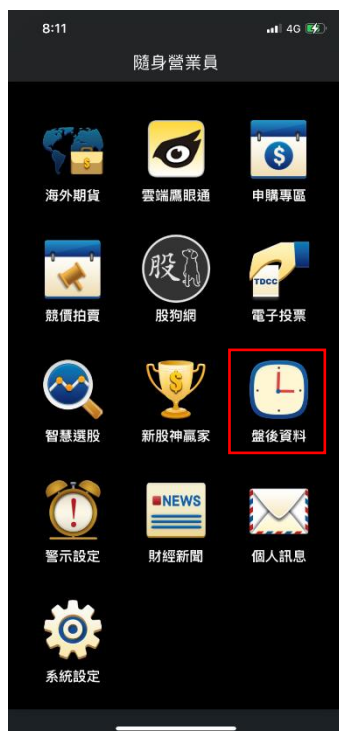 8:11
4G
隨身營業員
$
$
海外期貨
雲端鷹眼通
申購專區
股
TDCC
競價拍賣
股狗網
電子投票
$
智慧選股
新股神贏家
盤後資料
!
NEWS
警示設定
財經新聞
個人訊息
系統設定